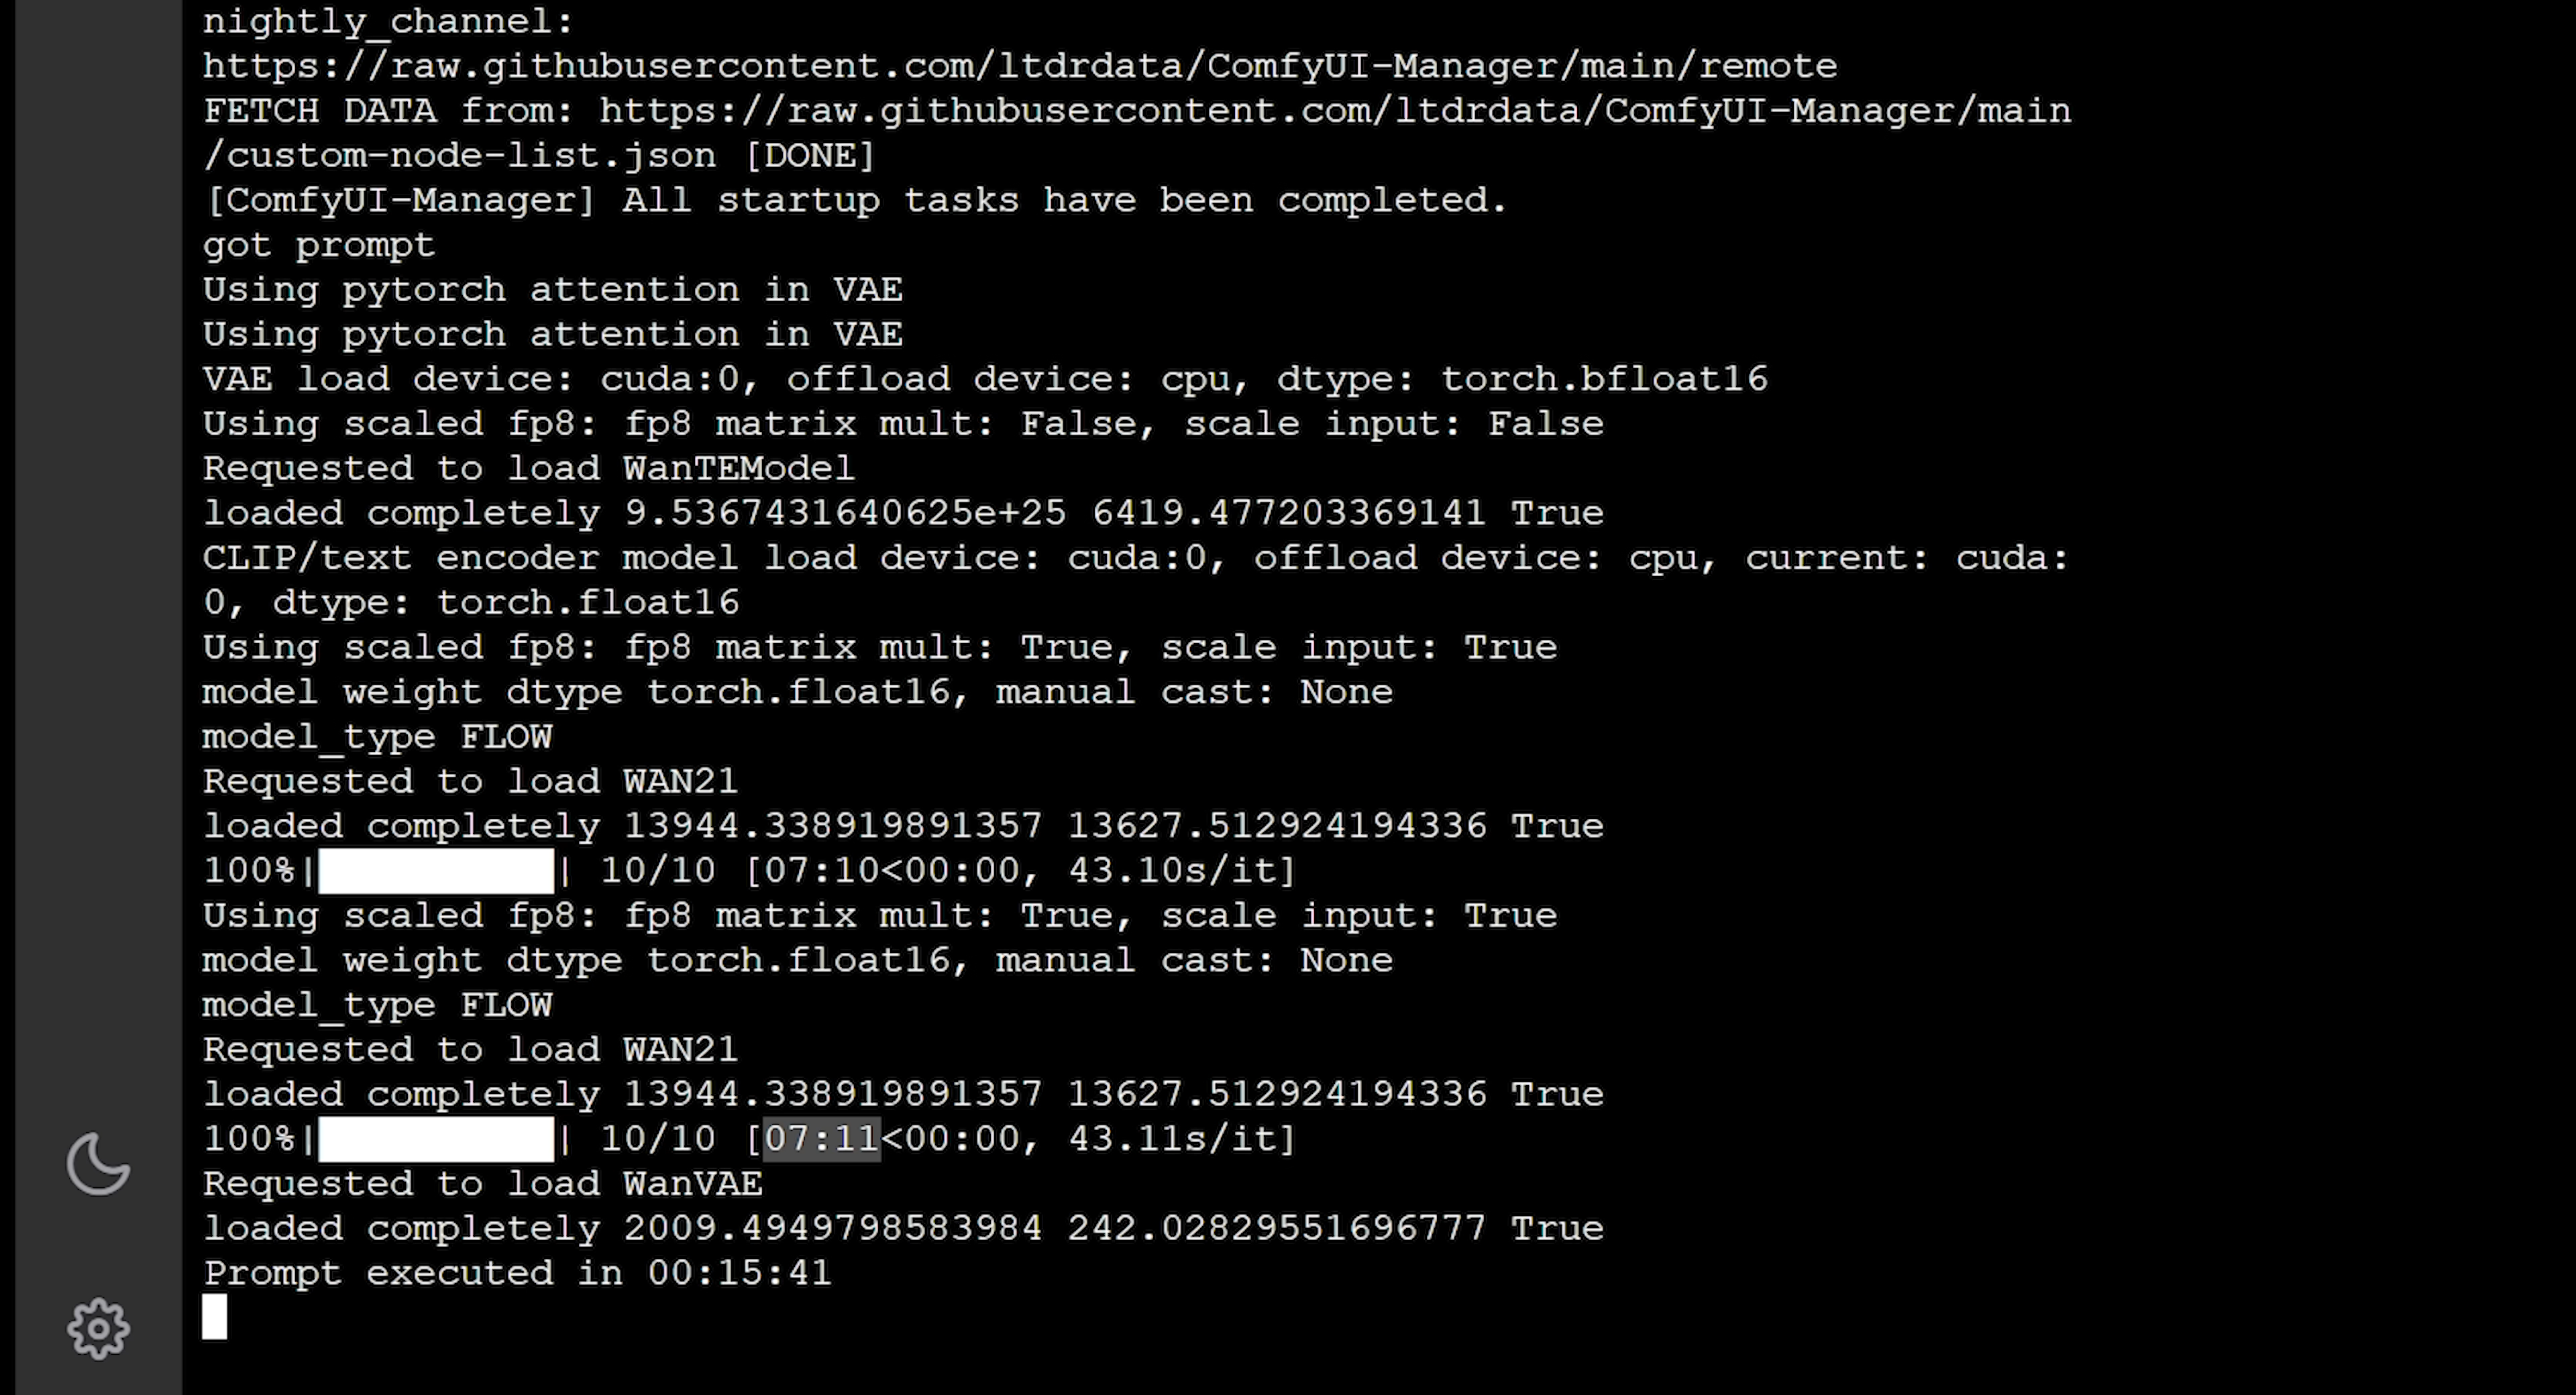 nightly_channel:
https://raw.githubusercontent.com/ltdrdata/ComfyUI-Manager/main/remote
FETCH DATA from: https://raw.githubusercontent.com/ltdrdata/ComfyUI-Manager/main
/custom-node-list.json [DONE]
[ComfyUI-Manager] All startup tasks have been completed.
got prompt
Using pytorch attention in VAE
Using pytorch attention in VAE
VAE load device: cuda:0, offload device: cpu, dtype: torch.bfloat16
Using scaled fp8: fp8 matrix mult: False, scale input: False
Requested to load WanTEModel
loaded completely 9.5367431640625e+25 6419.477203369141 True
CLIP/text encoder model load device: cuda:0, offload device: cpu, current: cuda:
0, dtype: torch.float16
Using scaled fp8: fp8 matrix mult: True, scale input: True
model weight dtype torch.float16, manual cast: None
model_type FLOW
Requested to load WAN21
loaded completely 13944.338919891357 13627.512924194336 True
100%|██████████| 10/10 [07:10<00:00, 43.10s/it]
Using scaled fp8: fp8 matrix mult: True, scale input: True
model weight dtype torch.float16, manual cast: None
model_type FLOW
Requested to load WAN21
loaded completely 13944.338919891357 13627.512924194336 True
100%|██████████| 10/10 [07:11<00:00, 43.11s/it]
Requested to load WanVAE
loaded completely 2009.4949798583984 242.02829551696777 True
Prompt executed in 00:15:41